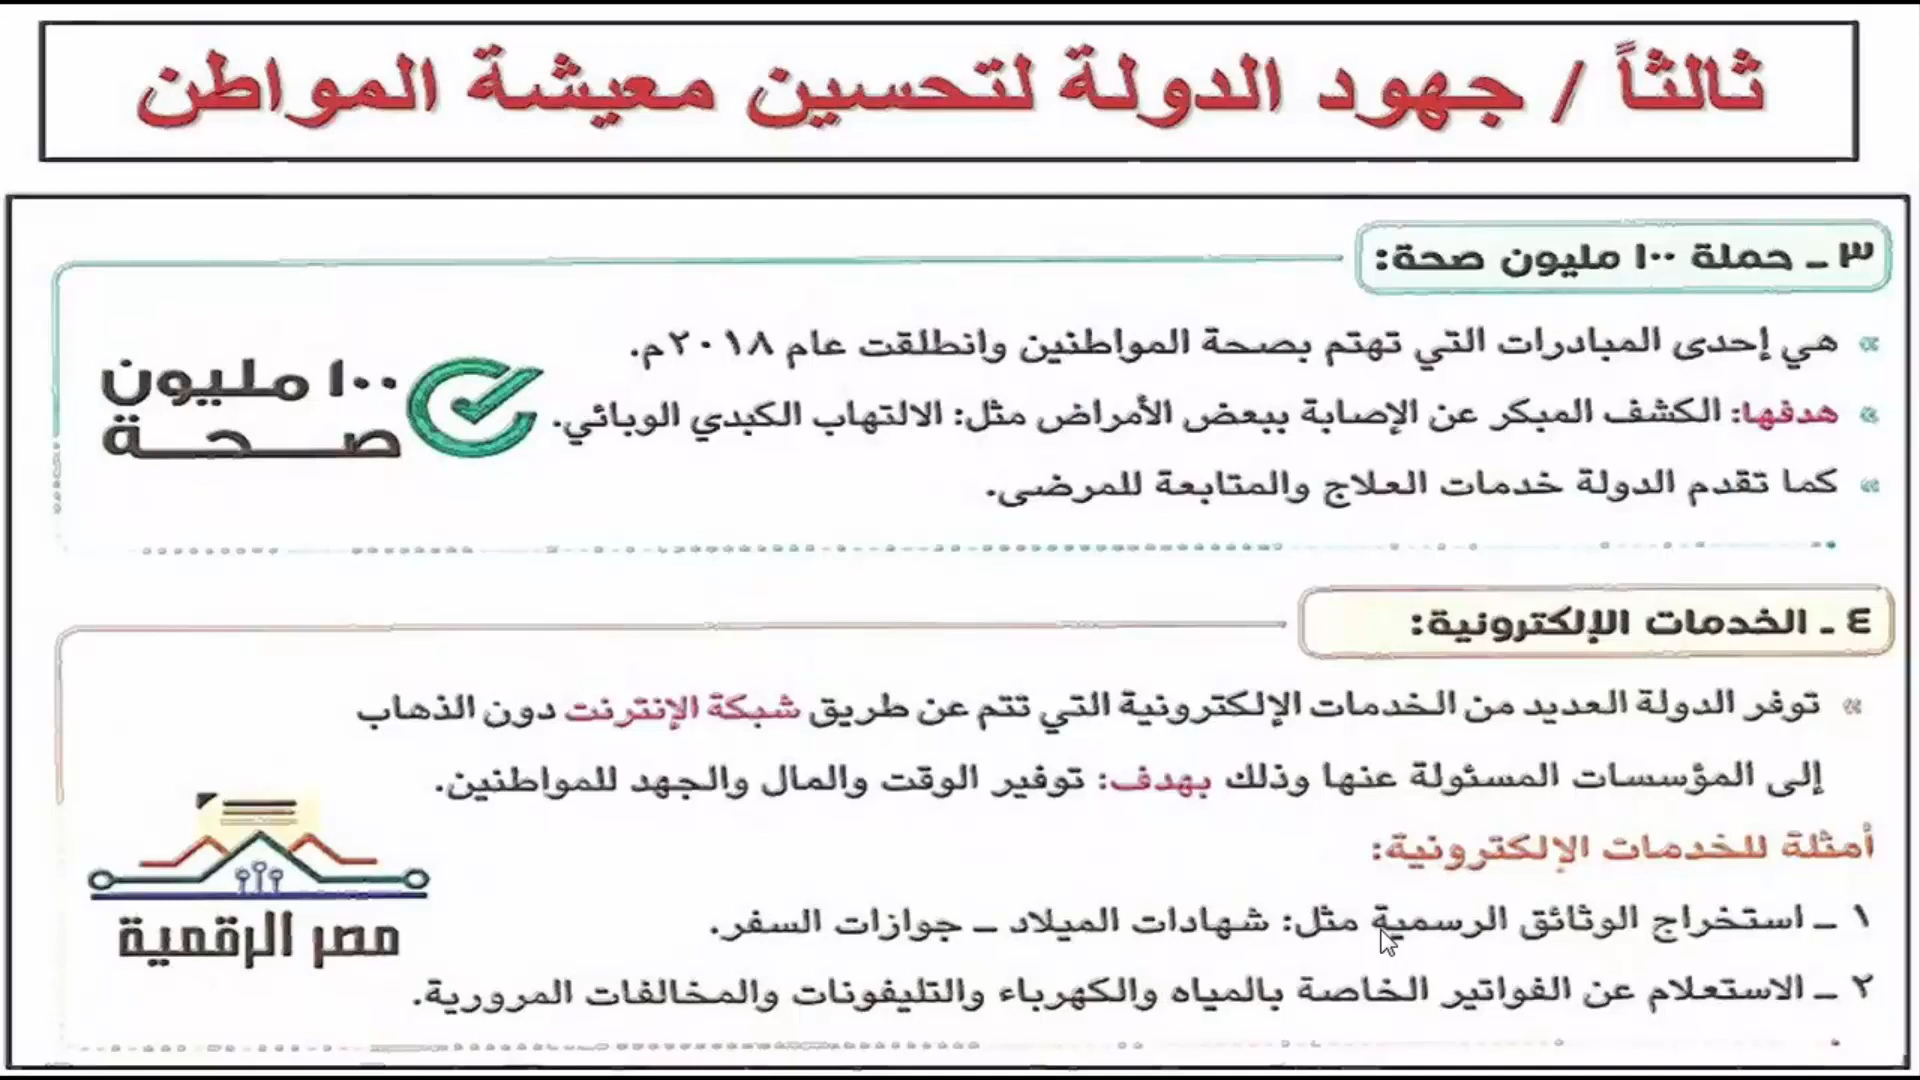 ثالثاً / جهود الدولة لتحسين معيشة المواطن
٣ ـ حملة ١٠٠ مليون صحة:
» هي إحدى المبادرات التي تهتم بصحة المواطنين وانطلقت عام ٢٠١٨م.
» هدفها: الكشف المبكر عن الإصابة ببعض الأمراض مثل: الالتهاب الكبدي الوبائي.
» كما تقدم الدولة خدمات العلاج والمتابعة للمرضى.
١٠٠ مليون
صحة
٤ ـ الخدمات الإلكترونية:
» توفر الدولة العديد من الخدمات الإلكترونية التي تتم عن طريق شبكة الإنترنت دون الذهاب
إلى المؤسسات المسئولة عنها وذلك بهدف: توفير الوقت والمال والجهد للمواطنين.
أمثلة للخدمات الإلكترونية:
١ ــ استخراج الوثائق الرسمية مثل: شهادات الميلاد ــ جوازات السفر.
٢ ــ الاستعلام عن الفواتير الخاصة بالمياه والكهرباء والتليفونات والمخالفات المرورية.
مصر الرقمية